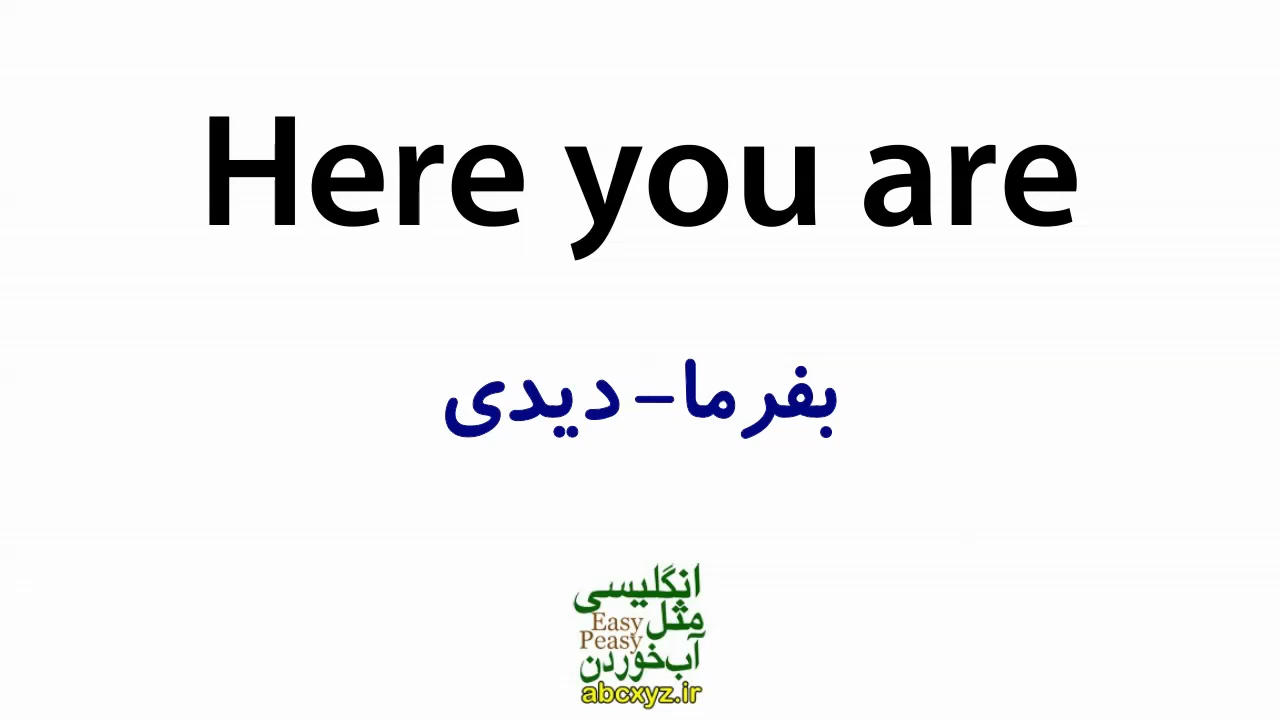 Here you are
بفرما- دیدی
انگلیسی
مثل Easy
Peasy
آب‌خوردن
abcxyz.ir